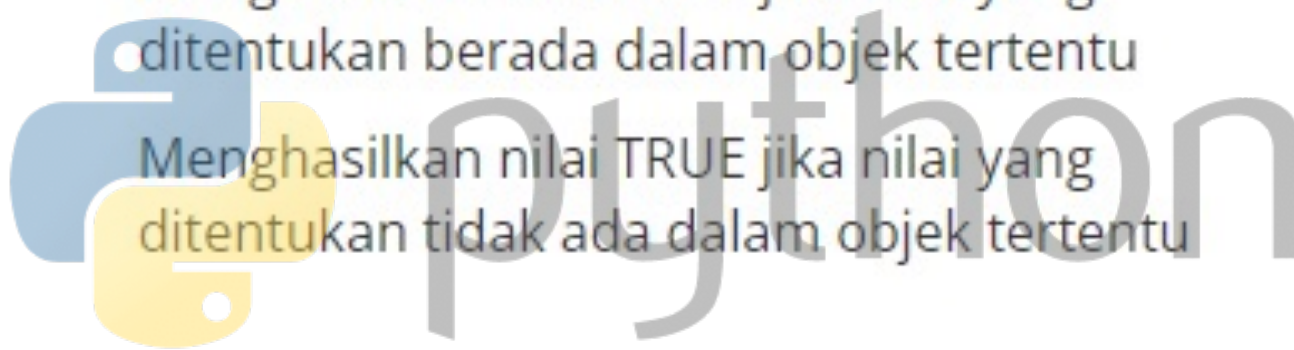 ditentukan berada dalam objek tertentu
Menghasilkan nilai TRUE jika nilai yang
ditentukan tidak ada dalam objek tertentu
python